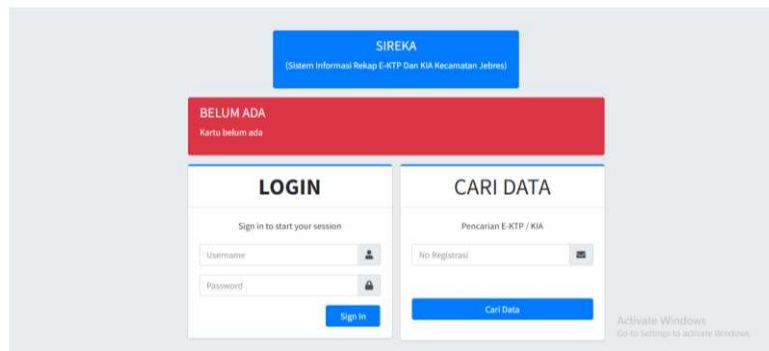 SIREKA
(Sistem Informasi Rekap E-KTP Dan KIA Kecamatan Jebres)
BELUM ADA
Kartu belum ada
LOGIN
Sign in to start your session
Username
Password
Sign In
CARI DATA
Pencarian E-KTP / KIA
No Registrasi
Cari Data
Activate Windows
Go to Settings to activate Windows.